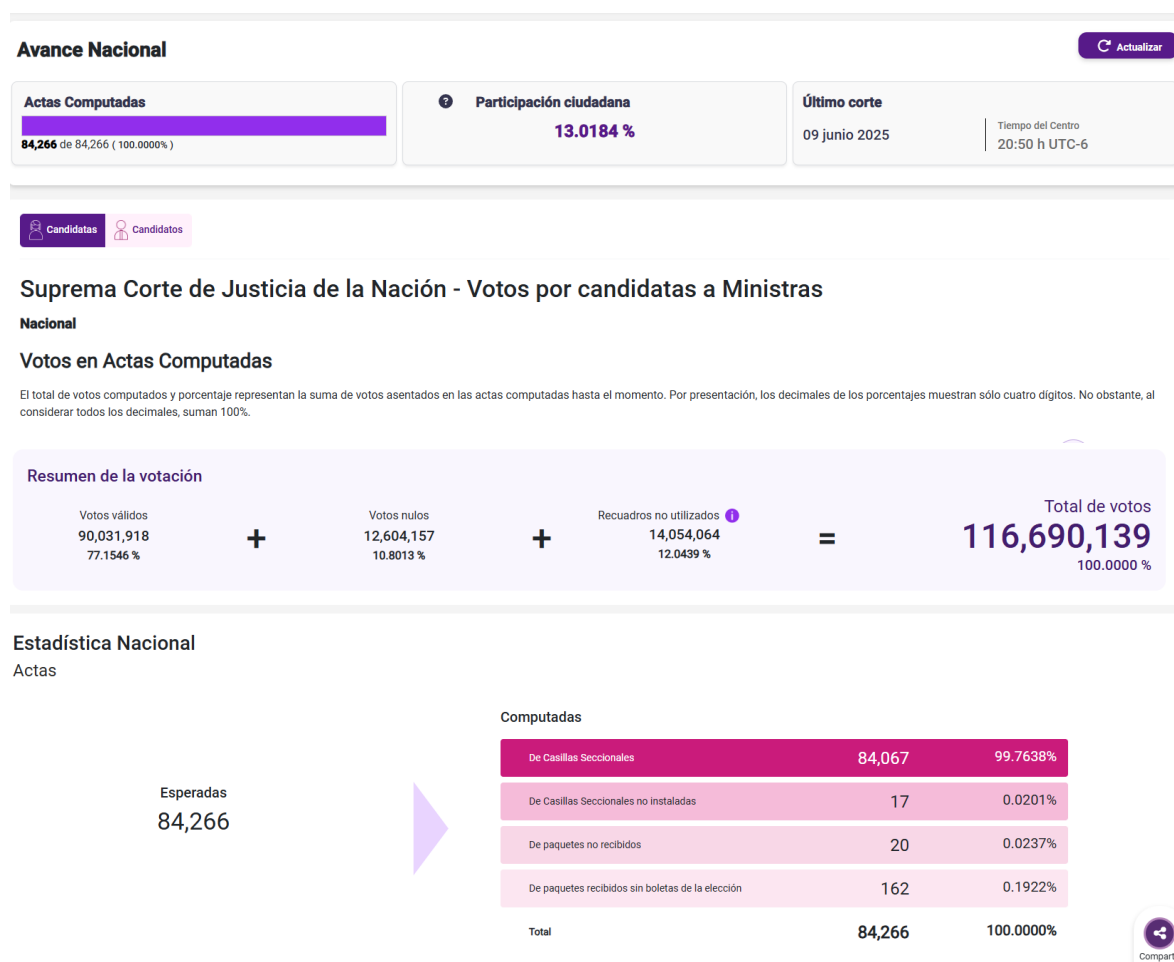 Avance Nacional
Actualizar
Actas Computadas
84,266 de 84,266 ( 100.0000% )
? Participación ciudadana
13.0184 %
Último corte
09 junio 2025
Tiempo del Centro
20:50 h UTC-6
Candidatas
Candidatos
Suprema Corte de Justicia de la Nación - Votos por candidatas a Ministras
Nacional
Votos en Actas Computadas
El total de votos computados y porcentaje representan la suma de votos asentados en las actas computadas hasta el momento. Por presentación, los decimales de los porcentajes muestran sólo cuatro dígitos. No obstante, al
considerar todos los decimales, suman 100%.
Resumen de la votación
Votos válidos
90,031,918
77.1546 %
+
Votos nulos
12,604,157
10.8013 %
+
Recuadros no utilizados i
14,054,064
12.0439 %
=
Total de votos
116,690,139
100.0000 %
Estadística Nacional
Actas
Esperadas
84,266
Computadas
De Casillas Seccionales 84,067 99.7638%
De Casillas Seccionales no instaladas 17 0.0201%
De paquetes no recibidos 20 0.0237%
De paquetes recibidos sin boletas de la elección 162 0.1922%
Total 84,266 100.0000%
Compart